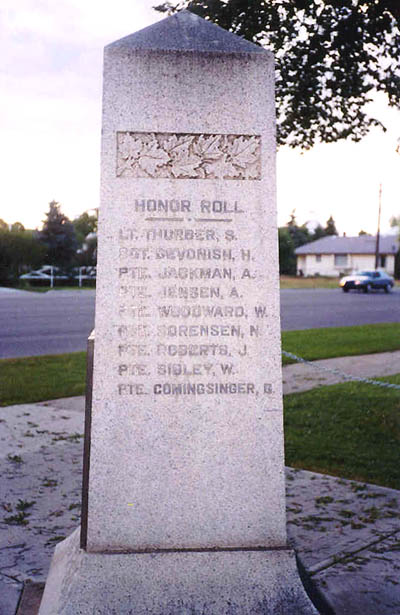 HONOR ROLL
LT. THURBER, S.
SGT. DEVONISH, H.
PTE. JACKMAN, A.
PTE. JENSEN, A.
PTE. WOODWARD, W.
PTE. SORENSEN, N.
PTE. ROBERTS, J.
PTE. SIBLEY, W.
PTE. COMINGSINGER, G.